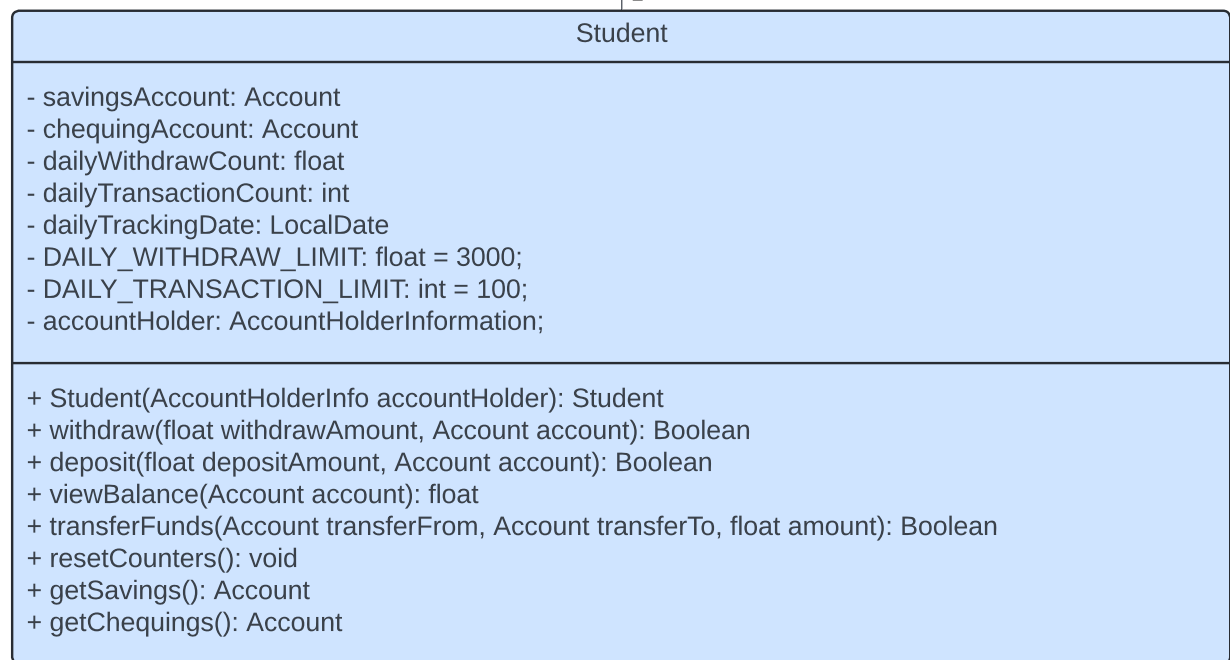 Student
- savingsAccount: Account
- chequingAccount: Account
- dailyWithdrawCount: float
- dailyTransactionCount: int
- dailyTrackingDate: LocalDate
- DAILY_WITHDRAW_LIMIT: float = 3000;
- DAILY_TRANSACTION_LIMIT: int = 100;
- accountHolder: AccountHolderInformation;
+ Student(AccountHolderInfo accountHolder): Student
+ withdraw(float withdrawAmount, Account account): Boolean
+ deposit(float depositAmount, Account account): Boolean
+ viewBalance(Account account): float
+ transferFunds(Account transferFrom, Account transferTo, float amount): Boolean
+ resetCounters(): void
+ getSavings(): Account
+ getChequings(): Account